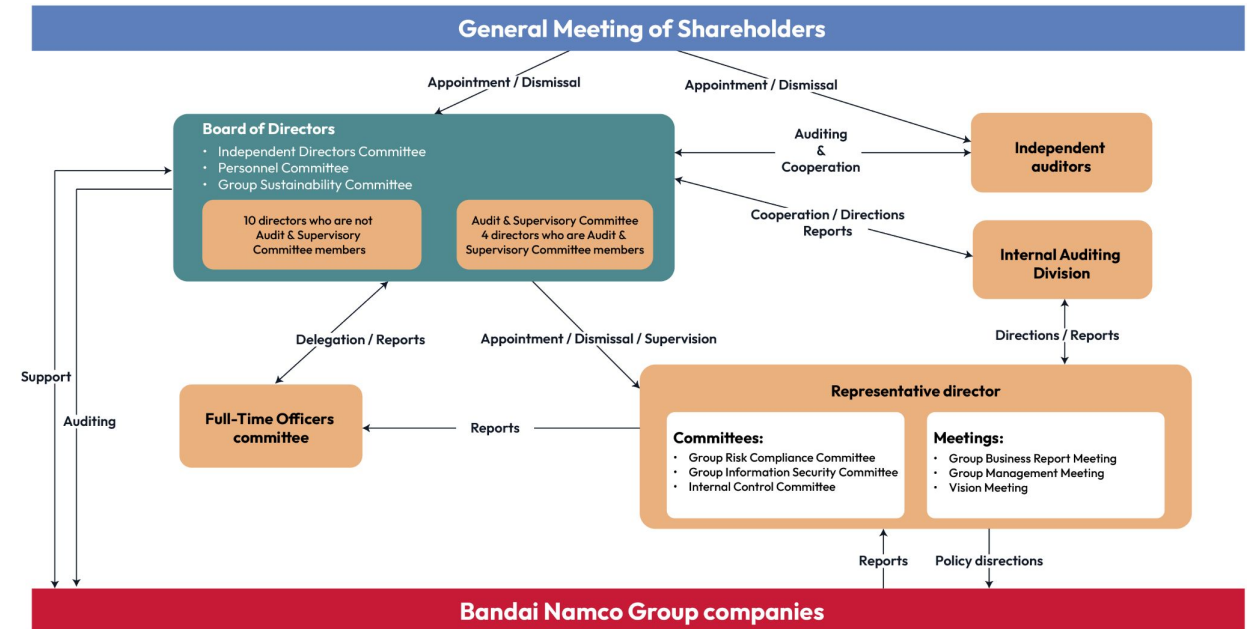 General Meeting of Shareholders
Appointment / Dismissal
Appointment / Dismissal
Board of Directors
• Independent Directors Committee
• Personnel Committee
• Group Sustainability Committee
10 directors who are not
Audit & Supervisory
Committee members
Audit & Supervisory Committee
4 directors who are Audit &
Supervisory Committee members
Auditing
&
Cooperation
Independent
auditors
Cooperation / Directions
Reports
Internal Auditing
Division
Delegation / Reports
Appointment / Dismissal / Supervision
Directions / Reports
Support
Auditing
Full-Time Officers
committee
Reports
Representative director
Committees:
• Group Risk Compliance Committee
• Group Information Security Committee
• Internal Control Committee
Meetings:
• Group Business Report Meeting
• Group Management Meeting
• Vision Meeting
Reports
Policy disrections
Bandai Namco Group companies